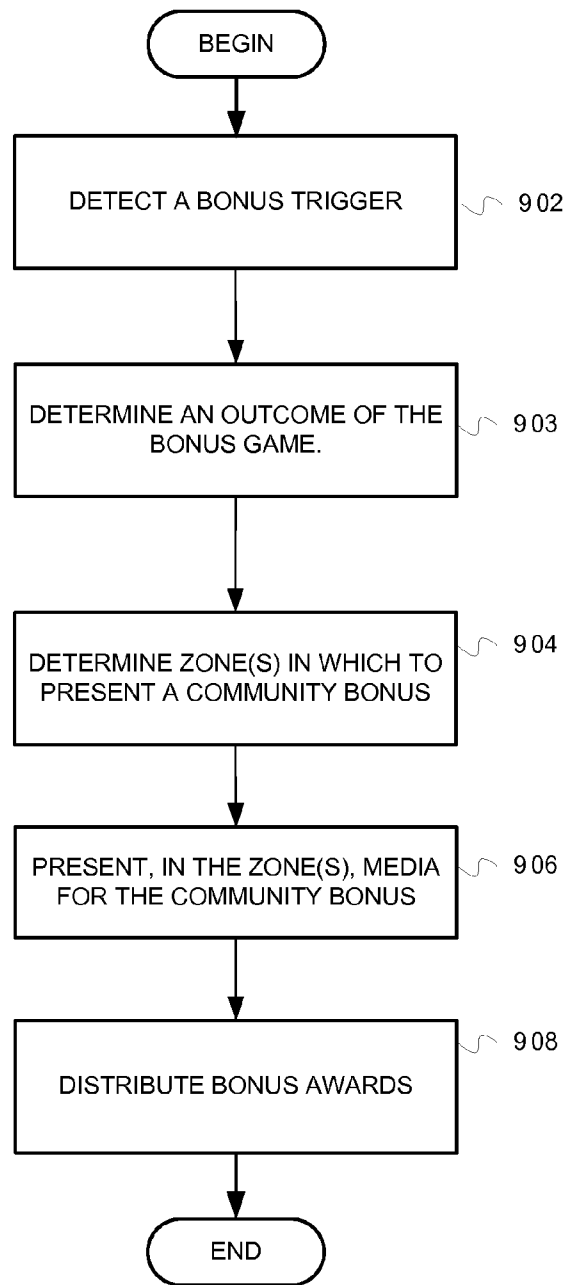 BEGIN
DETECT A BONUS TRIGGER
902
DETERMINE AN OUTCOME OF THE
BONUS GAME.
903
DETERMINE ZONE(S) IN WHICH TO
PRESENT A COMMUNITY BONUS
904
PRESENT, IN THE ZONE(S), MEDIA
FOR THE COMMUNITY BONUS
906
DISTRIBUTE BONUS AWARDS
908
END